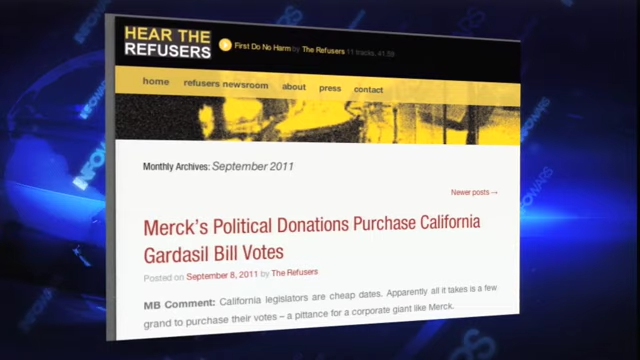 HEAR THE
REFUSERS
First Do No Harm by The Refusers 11 tracks, 41:59
home refusers newsroom about press contact
Monthly Archives: September 2011
Newer posts →
Merck's Political Donations Purchase California
Gardasil Bill Votes
Posted on September 8, 2011 by The Refusers
MB Comment: California legislators are cheap dates. Apparently all it takes is a few
grand to purchase their votes – a pittance for a corporate giant like Merck.
INFOWARS
INFOWARS
INFOWARS